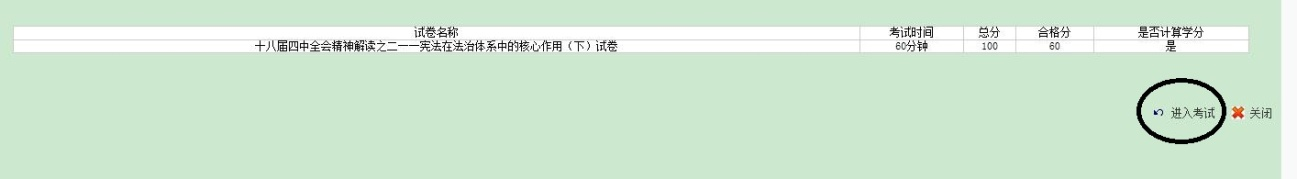 试卷名称 考试时间 总分 合格分 是否计算学分
十八届四中全会精神解读之二一一宪法在法治体系中的核心作用（下）试卷 60分钟 100 60 是
进入考试 关闭